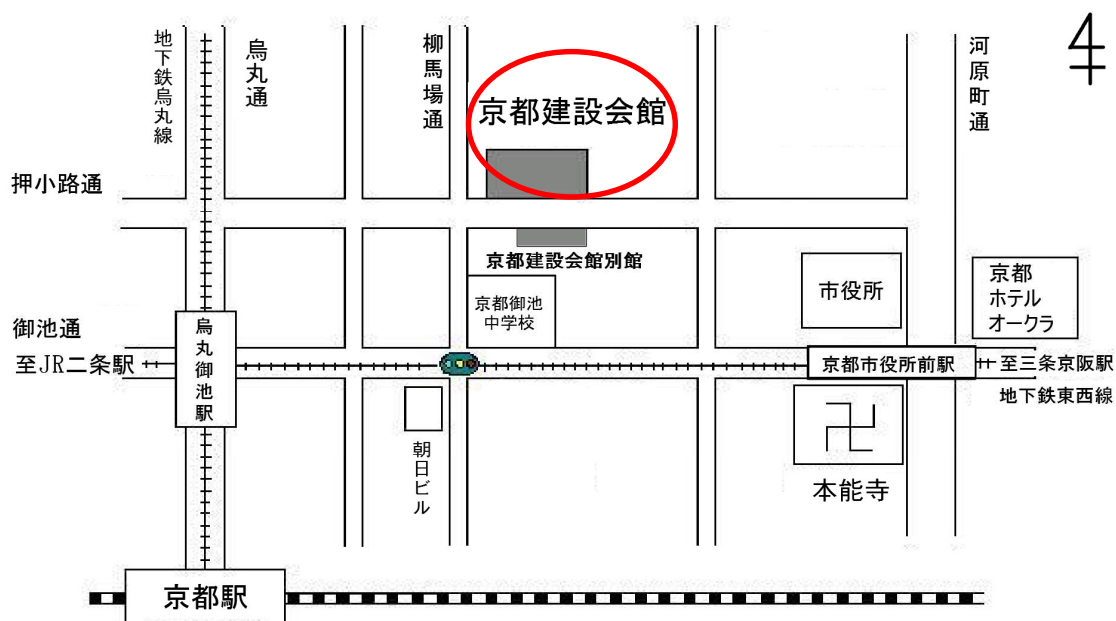 地下鉄烏丸線
烏丸通
柳馬場通
京都建設会館
河原町通
押小路通
京都建設会館別館
京都御池
中学校
市役所
京都
ホテル
オークラ
御池通
烏丸御池駅
至JR二条駅
京都市役所前駅
至三条京阪駅
地下鉄東西線
朝日ビル
本能寺
京都駅